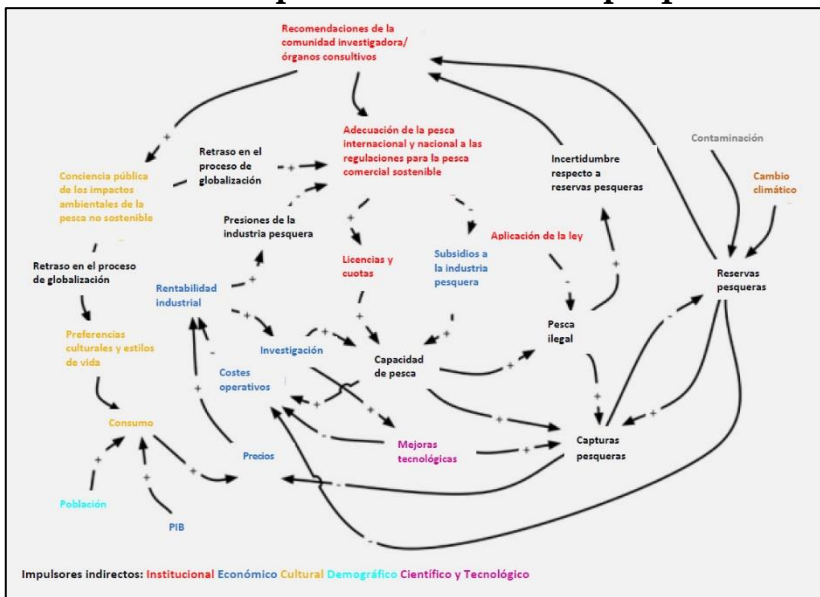 Recomendaciones de la
comunidad investigadora/
órganos consultivos
Retraso en el
proceso de
globalización
Adecuación de la pesca
internacional y nacional a las
regulaciones para la pesca
comercial sostenible
Contaminación
Incertidumbre
respecto a
reservas pesqueras
Cambio
climático
Conciencia pública
de los impactos
ambientales de la
pesca no sostenible
Presiones de la
industria pesquera
Aplicación de la ley
Retraso en el proceso
de globalización
Rentabilidad
industrial
Licencias y
cuotas
Subsidios a
la industria
pesquera
Reservas
pesqueras
Preferencias
culturales y estilos
de vida
Investigación
Capacidad
de pesca
Pesca
ilegal
Costes
operativos
Consumo
Precios
Mejoras
tecnológicas
Capturas
pesqueras
Población
PIB
Impulsores indirectos: Institucional Económico Cultural Demográfico Científico y Tecnológico